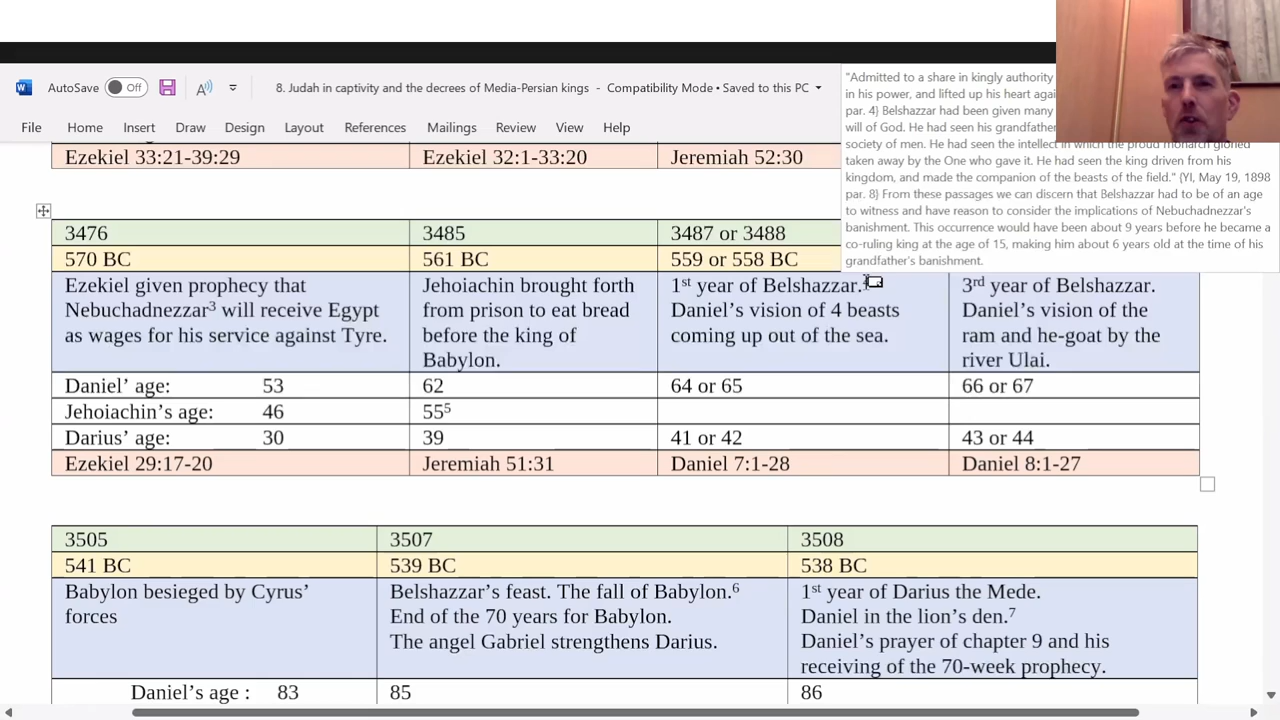 AutoSave Off 8. Judah in captivity and the decrees of Media-Persian kings - Compatibility Mode • Saved to this PC
File Home Insert Draw Design Layout References Mailings Review View Help
"Admitted to a share in kingly authority
in his power, and lifted up his heart
par. 4} Belshazzar had been given many
will of God. He had seen his grandfather
society of men. He had seen the intellect in which the proud monarch gloried
taken away by the One who gave it. He had seen the king driven from his
kingdom, and made the companion of the beasts of the field." {YI, May 19, 1898
par. 8} From these passages we can discern that Belshazzar had to be of an age
to witness and have reason to consider the implications of Nebuchadnezzar's
banishment. This occurrence would have been about 9 years before he became a
co-ruling king at the age of 15, making him about 6 years old at the time of his
grandfather's banishment.
Ezekiel 33:21-39:29 Ezekiel 32:1-33:20 Jeremiah 52:30
3476 3485 3487 or 3488
570 BC 561 BC 559 or 558 BC
Ezekiel given prophecy that Jehoiachin brought forth 1st year of Belshazzar. 3rd year of Belshazzar.
Nebuchadnezzar³ will receive Egypt from prison to eat bread Daniel’s vision of 4 beasts Daniel’s vision of the
as wages for his service against Tyre. before the king of coming up out of the sea. ram and he-goat by the
Babylon. river Ulai.
Daniel’ age: 53 62 64 or 65 66 or 67
Jehoiachin’s age: 46 55⁵
Darius’ age: 30 39 41 or 42 43 or 44
Ezekiel 29:17-20 Jeremiah 51:31 Daniel 7:1-28 Daniel 8:1-27
3505 3507 3508
541 BC 539 BC 538 BC
Babylon besieged by Cyrus’ Belshazzar’s feast. The fall of Babylon.⁶ 1st year of Darius the Mede.
forces End of the 70 years for Babylon. Daniel in the lion’s den.⁷
The angel Gabriel strengthens Darius. Daniel’s prayer of chapter 9 and his
receiving of the 70-week prophecy.
Daniel’s age : 83 85 86